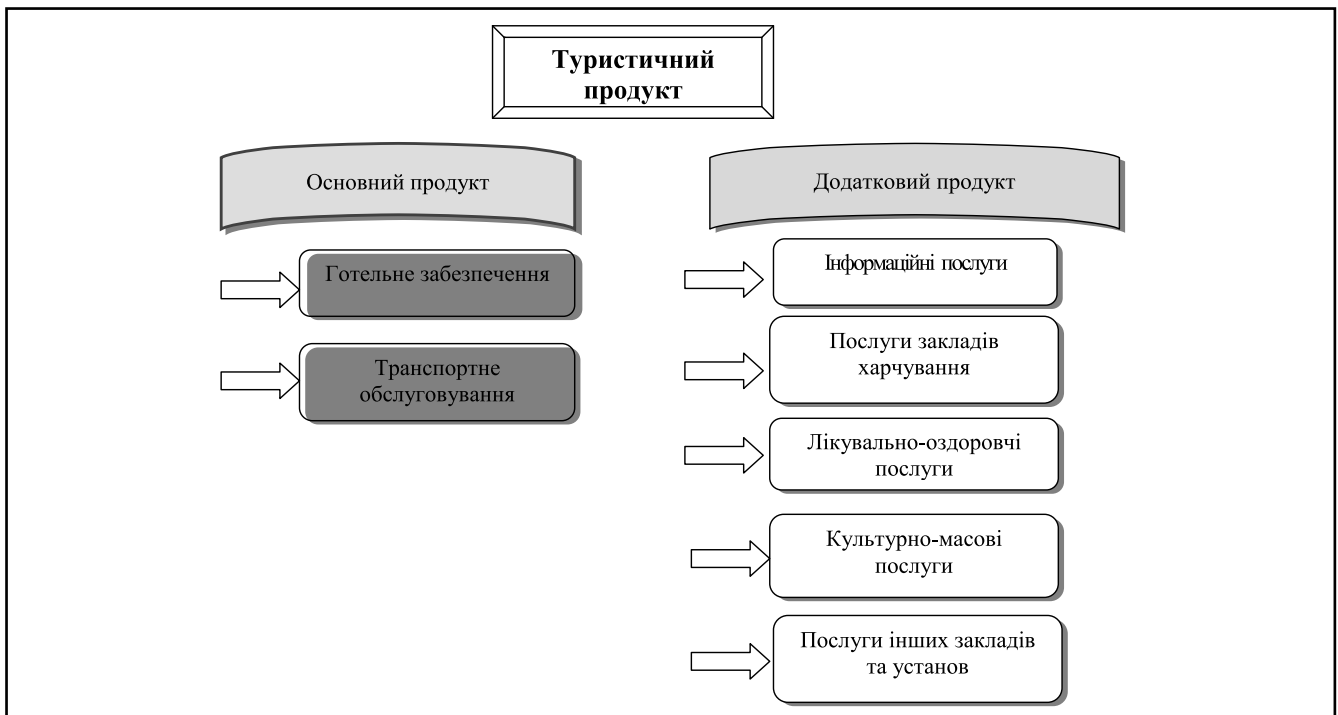 Туристичний
продукт
Основний продукт
Готельне забезпечення
Транспортне
обслуговування
Додатковий продукт
Інформаційні послуги
Послуги закладів
харчування
Лікувально-оздоровчі
послуги
Культурно-масові
послуги
Послуги інших закладів
та установ